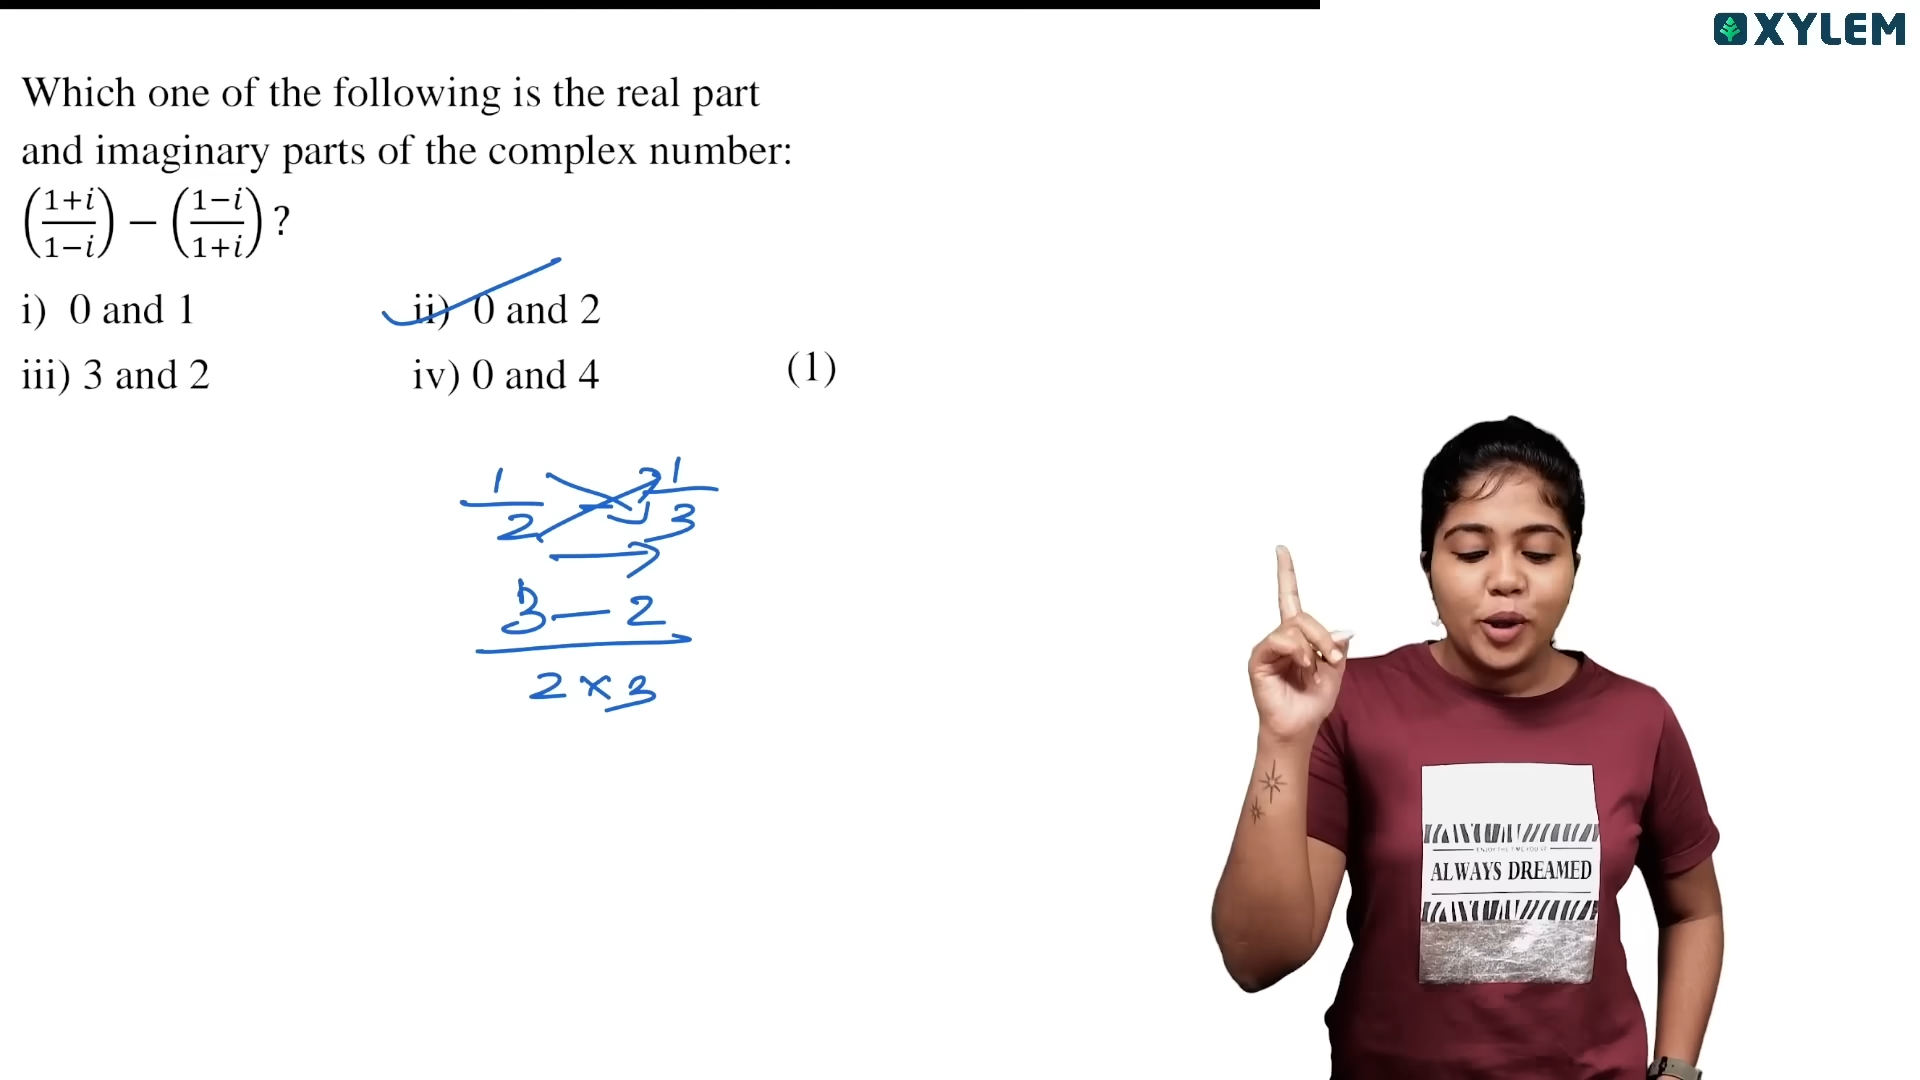 XYLEM
Which one of the following is the real part
and imaginary parts of the complex number:
(1+i/1−i) − (1−i/1+i) ?
i) 0 and 1
ii) 0 and 2
iii) 3 and 2
iv) 0 and 4
(1)
1/2 − 1/3
3 − 2
2 × 3
ALWAYS DREAMED